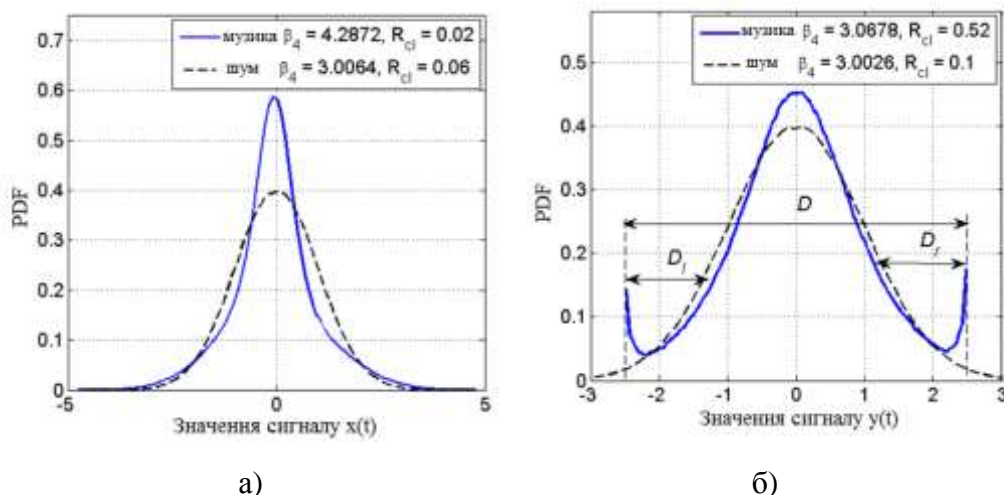 0.7
0.6
0.5
0.4
0.3
0.2
0.1
0
-5
0
5
PDF
Значення сигналу x(t)
музика β4 = 4.2872, Rcl = 0.02
шум β4 = 3.0064, Rcl = 0.06
а)
0.5
0.4
0.3
0.2
0.1
0
-3
-2
-1
0
1
2
3
PDF
Значення сигналу y(t)
музика β4 = 3.0678, Rcl = 0.52
шум β4 = 3.0026, Rcl = 0.1
D
Df
Df
б)